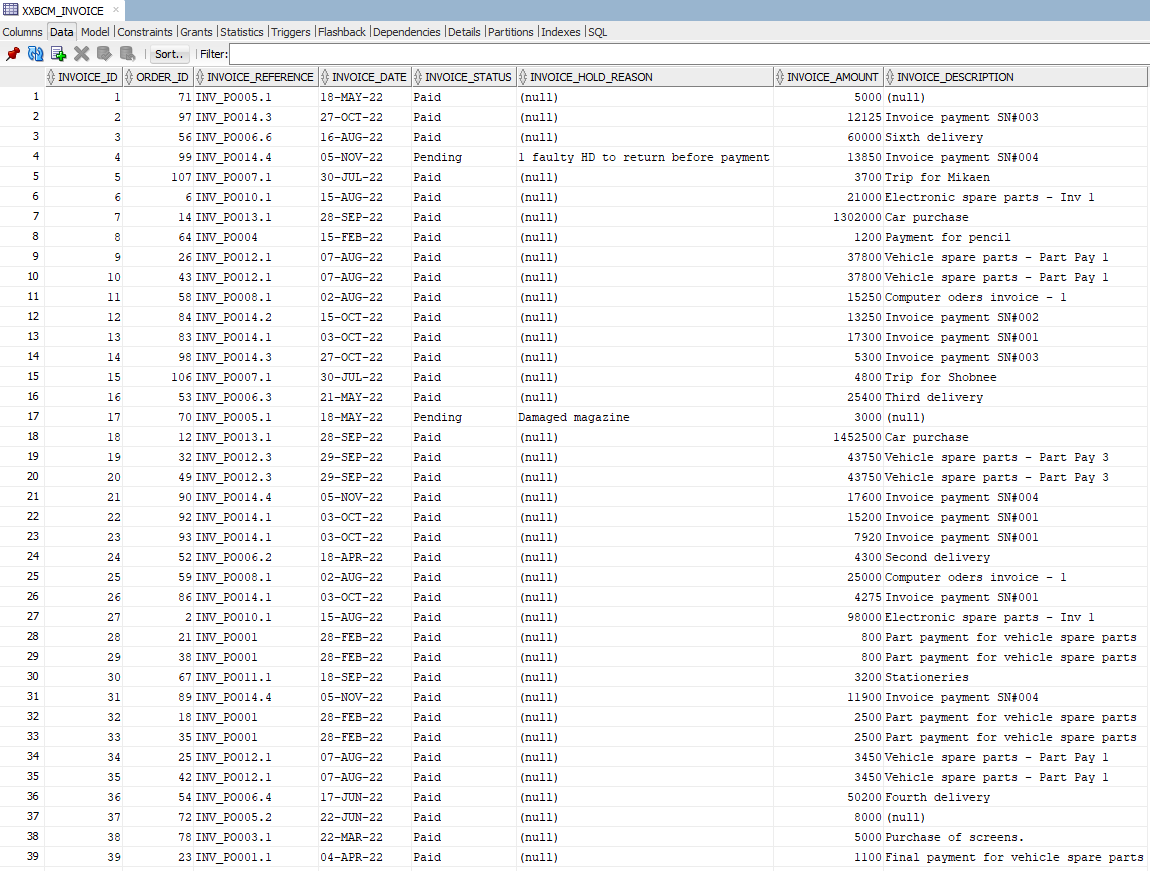 XXBCM_INVOICE ×
Columns Data Model Constraints Grants Statistics Triggers Flashback Dependencies Details Partitions Indexes SQL
Sort.. Filter:
INVOICE_ID ORDER_ID INVOICE_REFERENCE INVOICE_DATE INVOICE_STATUS INVOICE_HOLD_REASON INVOICE_AMOUNT INVOICE_DESCRIPTION
1 1 71 INV_PO005.1 18-MAY-22 Paid (null) 5000 (null)
2 2 97 INV_PO014.3 27-OCT-22 Paid (null) 12125 Invoice payment SN#003
3 3 56 INV_PO006.6 16-AUG-22 Paid (null) 60000 Sixth delivery
4 4 99 INV_PO014.4 05-NOV-22 Pending 1 faulty HD to return before payment 13850 Invoice payment SN#004
5 5 107 INV_PO007.1 30-JUL-22 Paid (null) 3700 Trip for Mikaen
6 6 6 INV_PO010.1 15-AUG-22 Paid (null) 21000 Electronic spare parts - Inv 1
7 7 14 INV_PO013.1 28-SEP-22 Paid (null) 1302000 Car purchase
8 8 64 INV_PO004 15-FEB-22 Paid (null) 1200 Payment for pencil
9 9 26 INV_PO012.1 07-AUG-22 Paid (null) 37800 Vehicle spare parts - Part Pay 1
10 10 43 INV_PO012.1 07-AUG-22 Paid (null) 37800 Vehicle spare parts - Part Pay 1
11 11 58 INV_PO008.1 02-AUG-22 Paid (null) 15250 Computer oders invoice - 1
12 12 84 INV_PO014.2 15-OCT-22 Paid (null) 13250 Invoice payment SN#002
13 13 83 INV_PO014.1 03-OCT-22 Paid (null) 17300 Invoice payment SN#001
14 14 98 INV_PO014.3 27-OCT-22 Paid (null) 5300 Invoice payment SN#003
15 15 106 INV_PO007.1 30-JUL-22 Paid (null) 4800 Trip for Shobnee
16 16 53 INV_PO006.3 21-MAY-22 Paid (null) 25400 Third delivery
17 17 70 INV_PO005.1 18-MAY-22 Pending Damaged magazine 3000 (null)
18 18 12 INV_PO013.1 28-SEP-22 Paid (null) 1452500 Car purchase
19 19 32 INV_PO012.3 29-SEP-22 Paid (null) 43750 Vehicle spare parts - Part Pay 3
20 20 49 INV_PO012.3 29-SEP-22 Paid (null) 43750 Vehicle spare parts - Part Pay 3
21 21 90 INV_PO014.4 05-NOV-22 Paid (null) 17600 Invoice payment SN#004
22 22 92 INV_PO014.1 03-OCT-22 Paid (null) 15200 Invoice payment SN#001
23 23 93 INV_PO014.1 03-OCT-22 Paid (null) 7920 Invoice payment SN#001
24 24 52 INV_PO006.2 18-APR-22 Paid (null) 4300 Second delivery
25 25 59 INV_PO008.1 02-AUG-22 Paid (null) 25000 Computer oders invoice - 1
26 26 86 INV_PO014.1 03-OCT-22 Paid (null) 4275 Invoice payment SN#001
27 27 2 INV_PO010.1 15-AUG-22 Paid (null) 98000 Electronic spare parts - Inv 1
28 28 21 INV_PO001 28-FEB-22 Paid (null) 800 Part payment for vehicle spare parts
29 29 38 INV_PO001 28-FEB-22 Paid (null) 800 Part payment for vehicle spare parts
30 30 67 INV_PO011.1 18-SEP-22 Paid (null) 3200 Stationeries
31 31 89 INV_PO014.4 05-NOV-22 Paid (null) 11900 Invoice payment SN#004
32 32 18 INV_PO001 28-FEB-22 Paid (null) 2500 Part payment for vehicle spare parts
33 33 35 INV_PO001 28-FEB-22 Paid (null) 2500 Part payment for vehicle spare parts
34 34 25 INV_PO012.1 07-AUG-22 Paid (null) 3450 Vehicle spare parts - Part Pay 1
35 35 42 INV_PO012.1 07-AUG-22 Paid (null) 3450 Vehicle spare parts - Part Pay 1
36 36 54 INV_PO006.4 17-JUN-22 Paid (null) 50200 Fourth delivery
37 37 72 INV_PO005.2 22-JUN-22 Paid (null) 8000 (null)
38 38 78 INV_PO003.1 22-MAR-22 Paid (null) 5000 Purchase of screens.
39 39 23 INV_PO001.1 04-APR-22 Paid (null) 1100 Final payment for vehicle spare parts